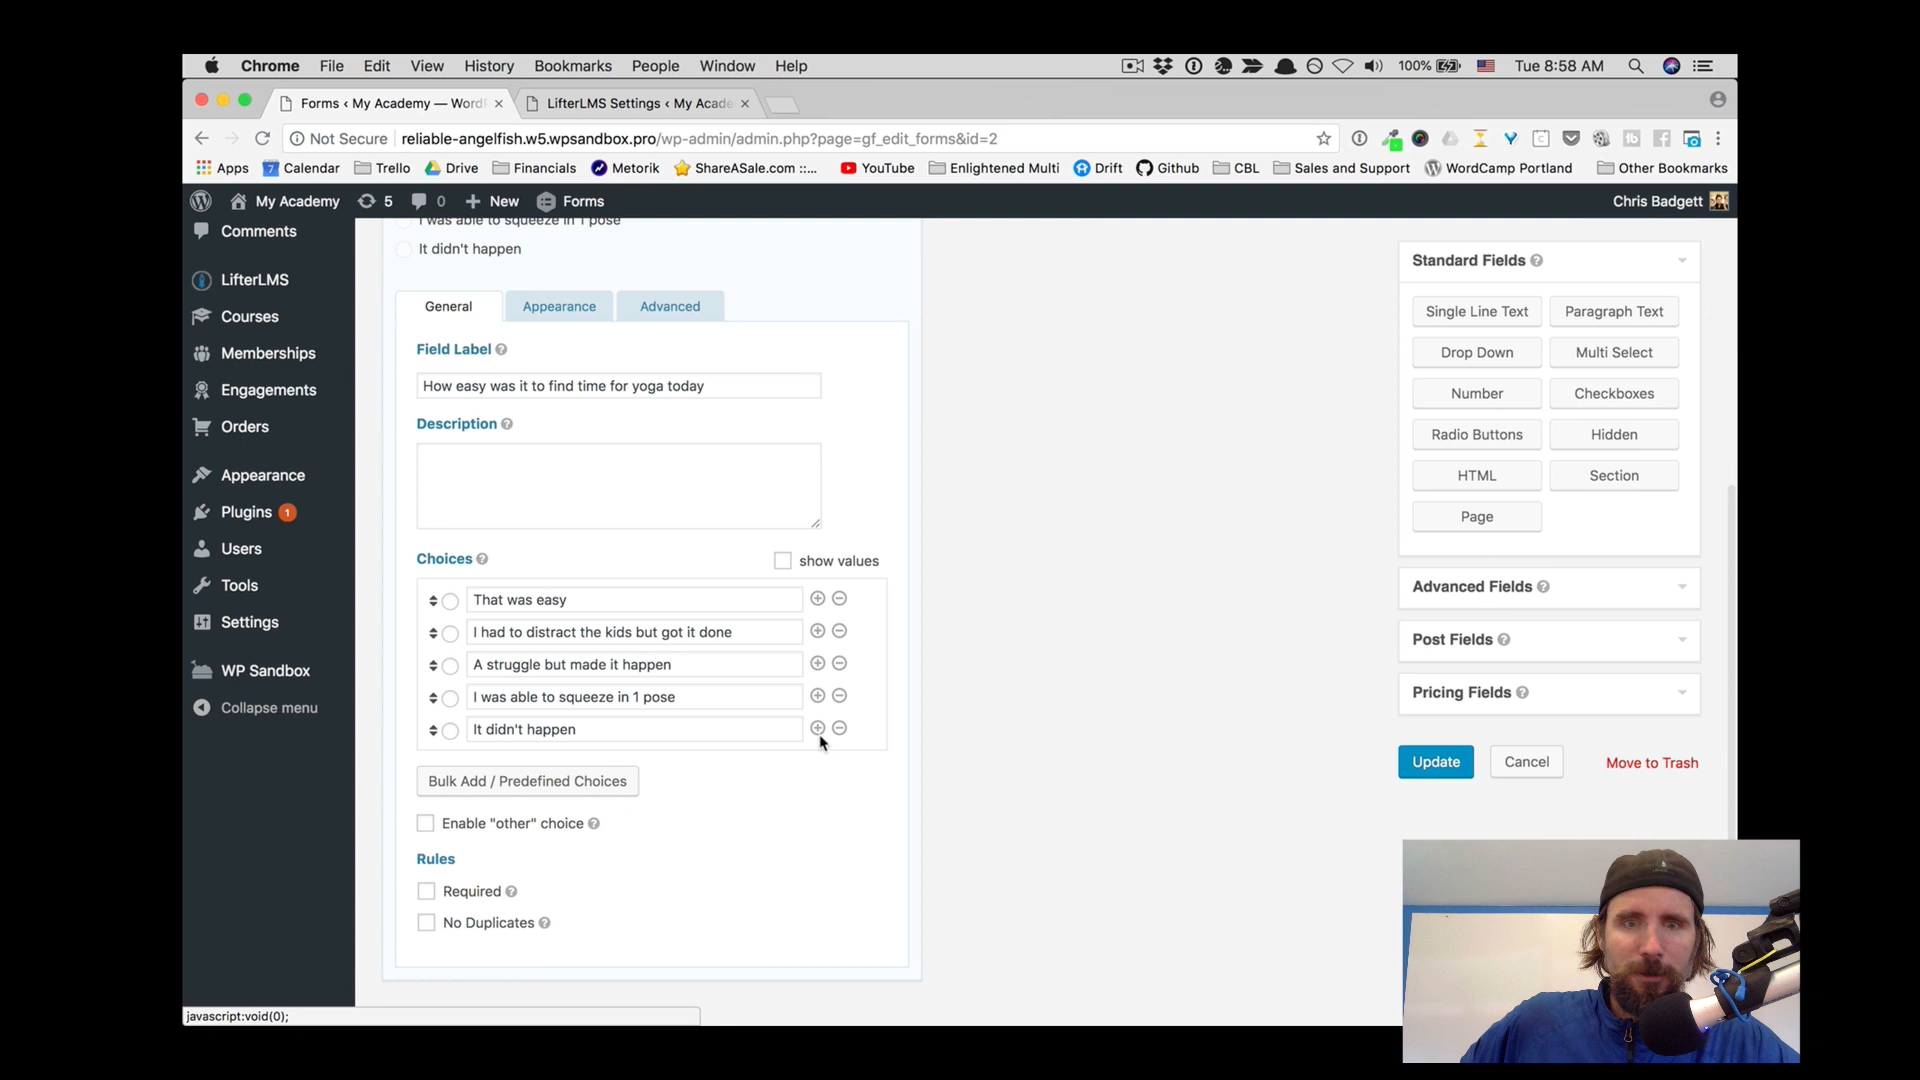 Chrome File Edit View History Bookmarks People Window Help 100% Tue 8:58 AM
Forms ‹ My Academy — WordP LifterLMS Settings ‹ My Acade
Not Secure reliable-angelfish.w5.wpsandbox.pro/wp-admin/admin.php?page=gf_edit_forms&id=2
Apps Calendar Trello Drive Financials Metorik ShareASale.com ::... YouTube Enlightened Multi Drift Github CBL Sales and Support WordCamp Portland Other Bookmarks
My Academy 5 0 New Forms Chris Badgett
Comments
LifterLMS
Courses
Memberships
Engagements
Orders
Appearance
Plugins 1
Users
Tools
Settings
WP Sandbox
Collapse menu
I was able to squeeze in 1 pose
It didn't happen
General Appearance Advanced
Field Label
How easy was it to find time for yoga today
Description
Choices show values
That was easy
I had to distract the kids but got it done
A struggle but made it happen
I was able to squeeze in 1 pose
It didn't happen
Bulk Add / Predefined Choices
Enable "other" choice
Rules
Required
No Duplicates
Standard Fields
Single Line Text Paragraph Text
Drop Down Multi Select
Number Checkboxes
Radio Buttons Hidden
HTML Section
Page
Advanced Fields
Post Fields
Pricing Fields
Update Cancel Move to Trash
javascript:void(0);